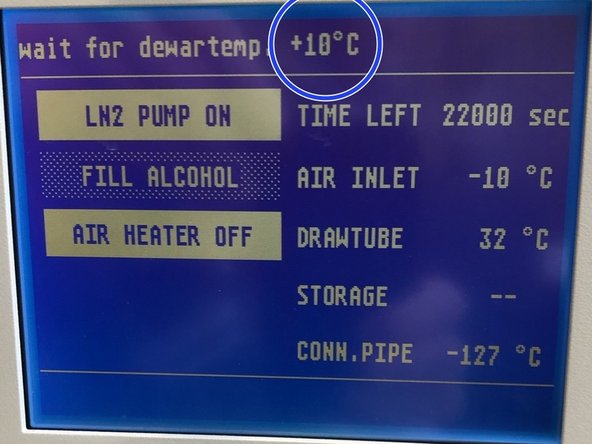 wait for dewartemp. +10°C
LN2 PUMP ON TIME LEFT 22000 sec
FILL ALCOHOL AIR INLET -10 °C
AIR HEATER OFF DRAWTUBE 32 °C
STORAGE --
CONN.PIPE -127 °C